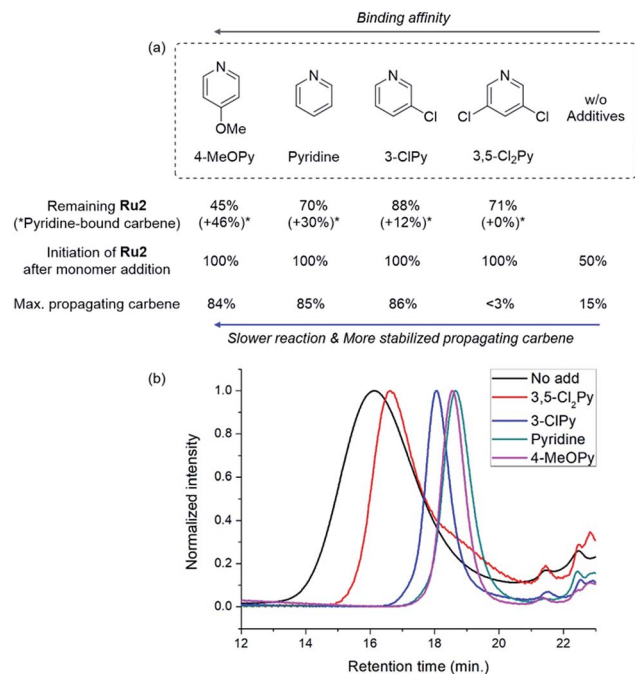 Binding affinity
(a)
N N N N
OMe Cl Cl Cl
w/o
Additives
4-MeOPy Pyridine 3-ClPy 3,5-Cl₂Py
Remaining Ru2 45% 70% 88% 71%
(*Pyridine-bound carbene) (+46%)* (+30%)* (+12%)* (+0%)*
Initiation of Ru2
after monomer addition 100% 100% 100% 100% 50%
Max. propagating carbene 84% 85% 86% <3% 15%
Slower reaction & More stabilized propagating carbene
(b)
No add
3,5-Cl₂Py
3-ClPy
Pyridine
4-MeOPy
Normalized intensity
1.0
0.8
0.6
0.4
0.2
0.0
12 14 16 18 20 22
Retention time (min.)